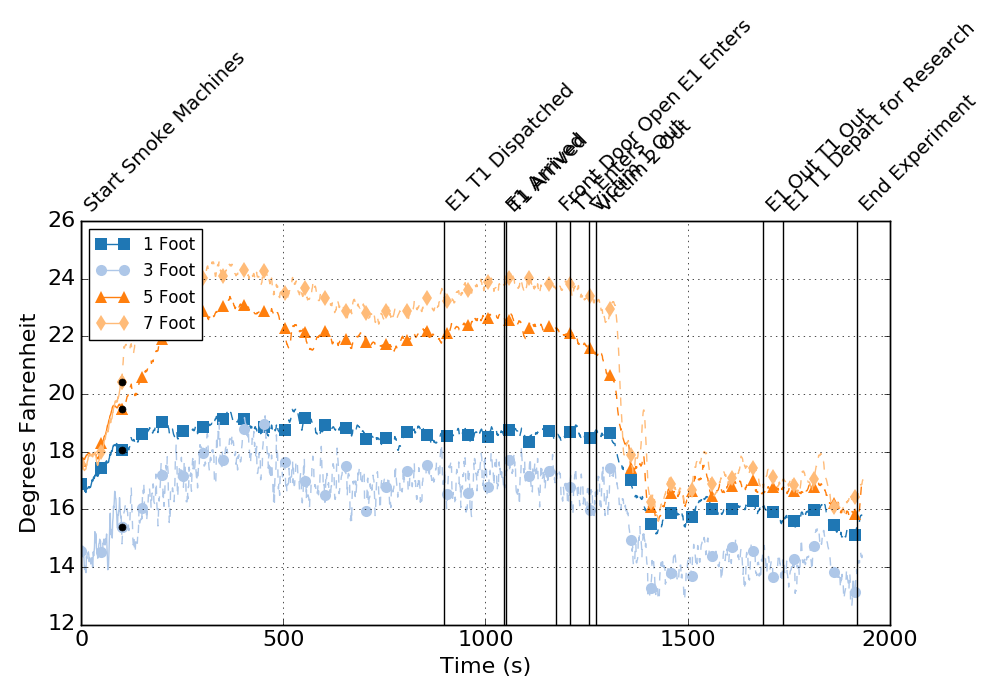 Start Smoke Machines
E1 T1 Dispatched
E1 Arrived
T1 Arrived
Front Door Open E1 Enters
T1 Enters
Victim 1 Out
Victim 2 Out
E1 Out T1 Out
E1 T1 Depart for Research
End Experiment
26
24
22
20
18
16
14
12
1 Foot
3 Foot
5 Foot
7 Foot
Degrees Fahrenheit
0
500
1000
1500
2000
Time (s)